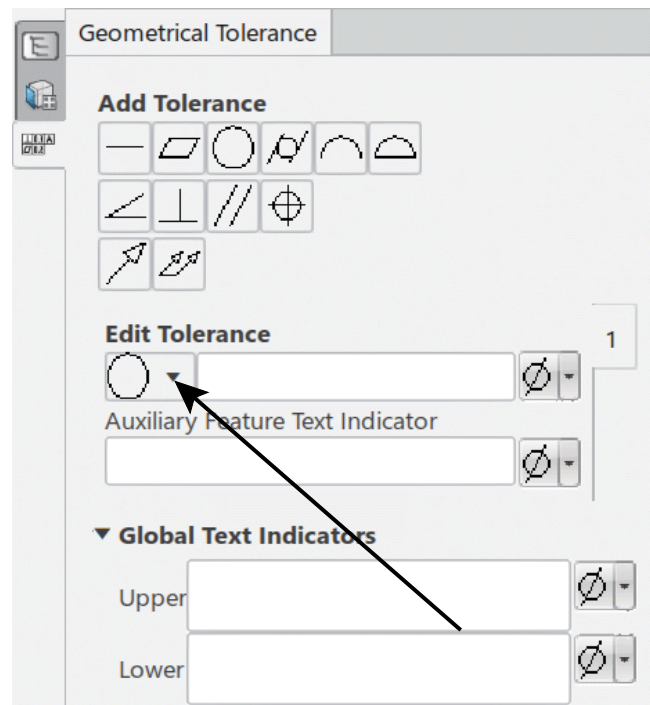 Geometrical Tolerance
Add Tolerance
Edit Tolerance
1
Auxiliary Feature Text Indicator
Global Text Indicators
Upper
Lower